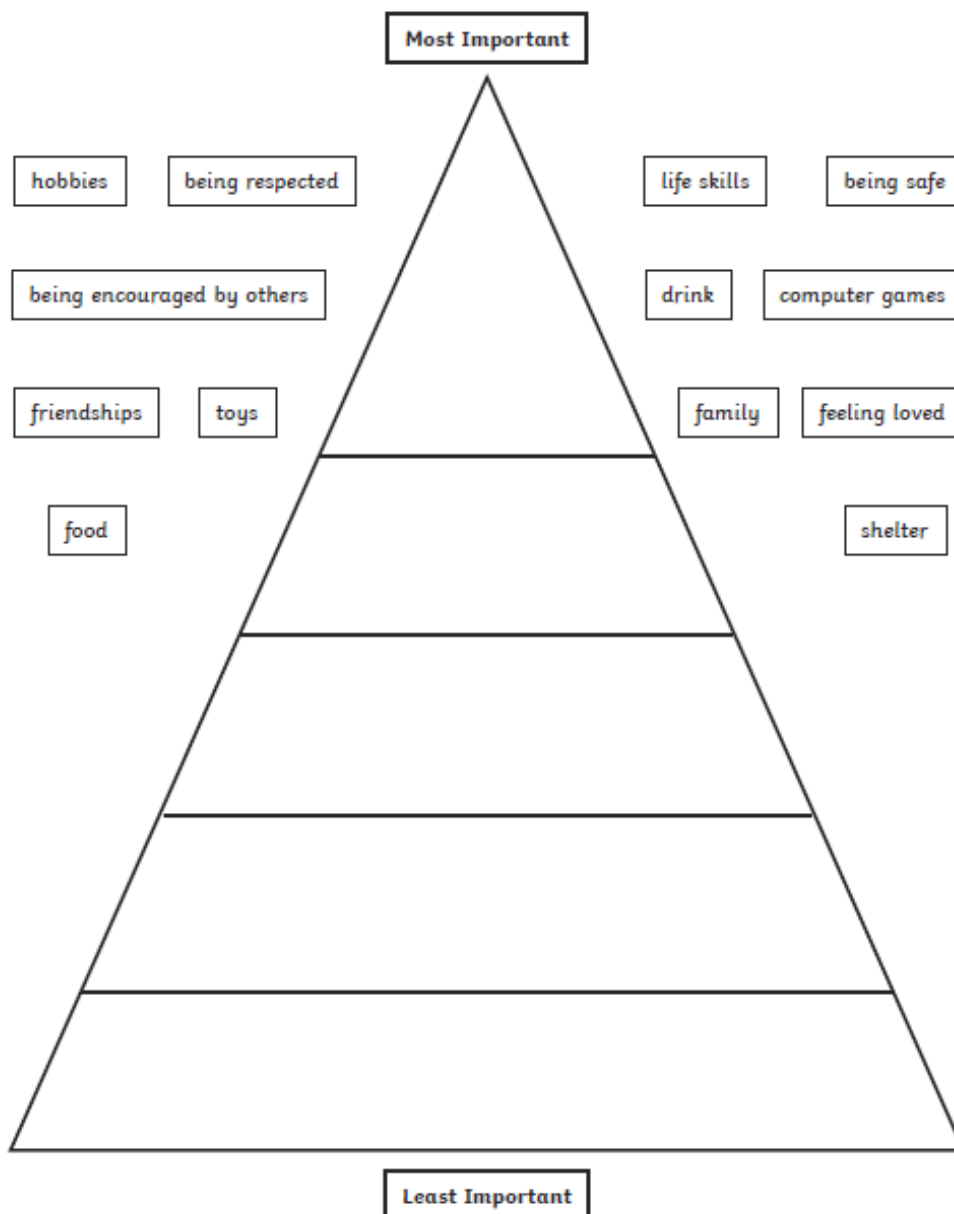 Most Important
hobbies being respected life skills being safe
being encouraged by others drink computer games
friendships toys family feeling loved
food shelter
Least Important